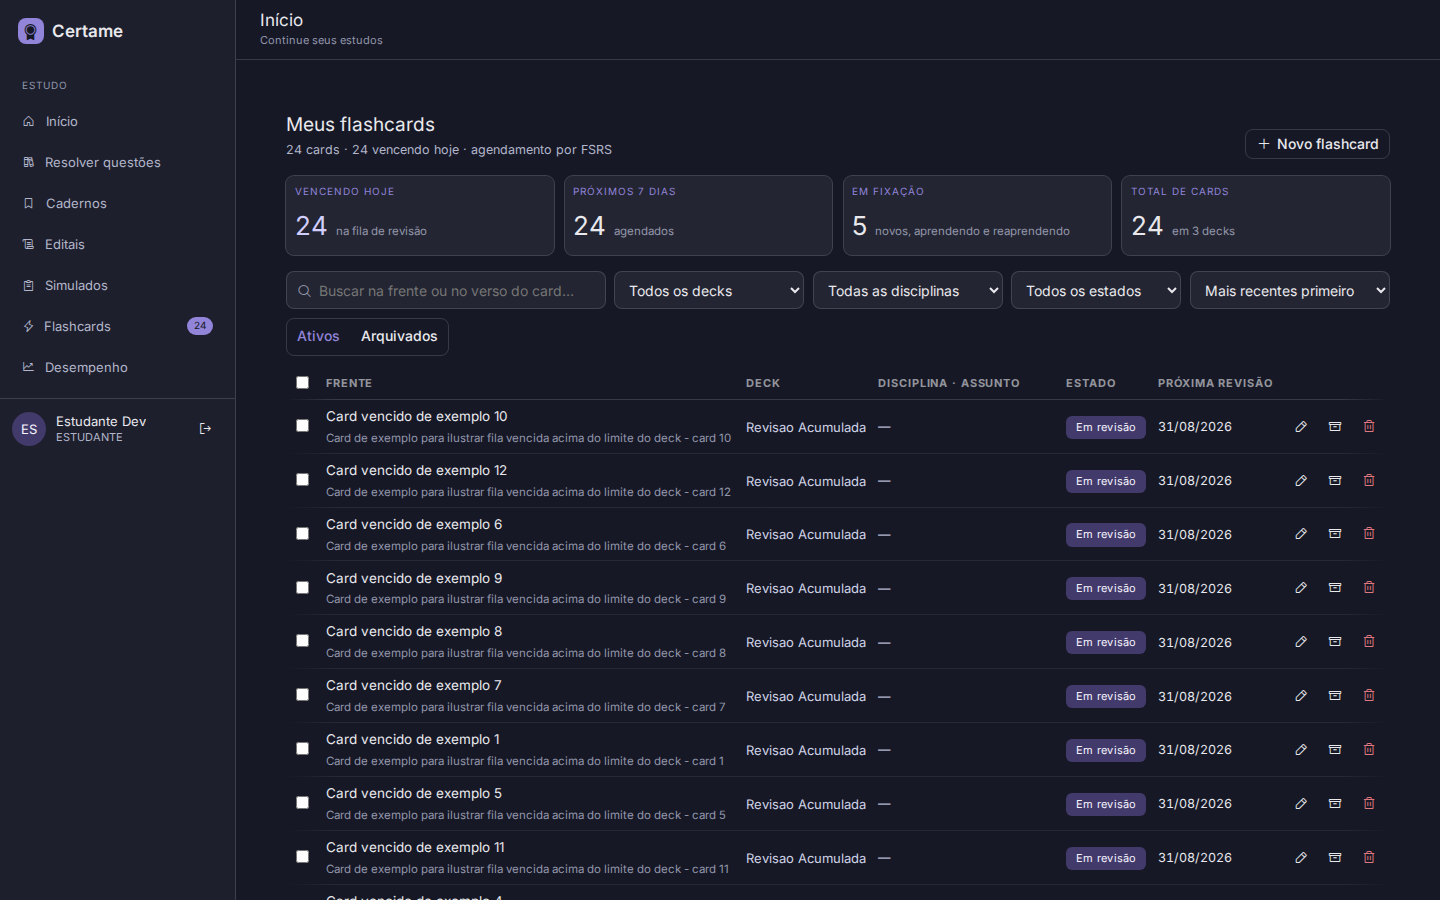 Certame
Início
Continue seus estudos
ESTUDO
Início
Resolver questões
Cadernos
Editais
Simulados
Flashcards 24
Desempenho
ES Estudante Dev
ESTUDANTE
Meus flashcards
24 cards · 24 vencendo hoje · agendamento por FSRS
+ Novo flashcard
VENCENDO HOJE
24 na fila de revisão
PRÓXIMOS 7 DIAS
24 agendados
EM FIXAÇÃO
5 novos, aprendendo e reaprendendo
TOTAL DE CARDS
24 em 3 decks
Buscar na frente ou no verso do card... Todos os decks Todas as disciplinas Todos os estados Mais recentes primeiro
Ativos Arquivados
FRENTE DECK DISCIPLINA · ASSUNTO ESTADO PRÓXIMA REVISÃO
Card vencido de exemplo 10
Card de exemplo para ilustrar fila vencida acima do limite do deck - card 10 Revisao Acumulada — Em revisão 31/08/2026
Card vencido de exemplo 12
Card de exemplo para ilustrar fila vencida acima do limite do deck - card 12 Revisao Acumulada — Em revisão 31/08/2026
Card vencido de exemplo 6
Card de exemplo para ilustrar fila vencida acima do limite do deck - card 6 Revisao Acumulada — Em revisão 31/08/2026
Card vencido de exemplo 9
Card de exemplo para ilustrar fila vencida acima do limite do deck - card 9 Revisao Acumulada — Em revisão 31/08/2026
Card vencido de exemplo 8
Card de exemplo para ilustrar fila vencida acima do limite do deck - card 8 Revisao Acumulada — Em revisão 31/08/2026
Card vencido de exemplo 7
Card de exemplo para ilustrar fila vencida acima do limite do deck - card 7 Revisao Acumulada — Em revisão 31/08/2026
Card vencido de exemplo 1
Card de exemplo para ilustrar fila vencida acima do limite do deck - card 1 Revisao Acumulada — Em revisão 31/08/2026
Card vencido de exemplo 5
Card de exemplo para ilustrar fila vencida acima do limite do deck - card 5 Revisao Acumulada — Em revisão 31/08/2026
Card vencido de exemplo 11
Card de exemplo para ilustrar fila vencida acima do limite do deck - card 11 Revisao Acumulada — Em revisão 31/08/2026